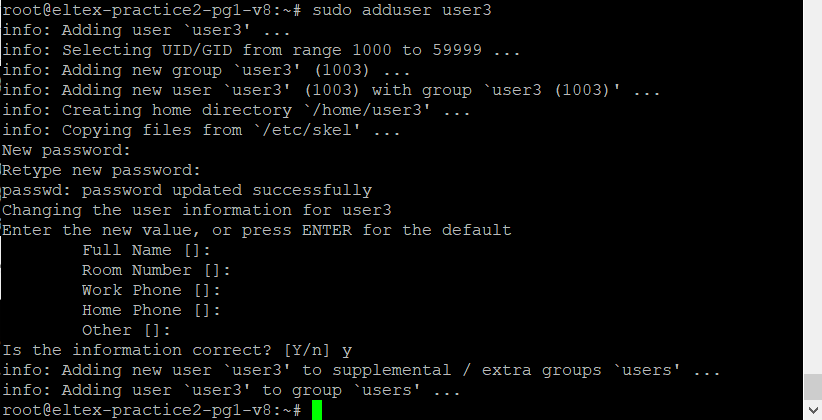 root@eltex-practice2-pg1-v8:~# sudo adduser user3
info: Adding user `user3' ...
info: Selecting UID/GID from range 1000 to 59999 ...
info: Adding new group `user3' (1003) ...
info: Adding new user `user3' (1003) with group `user3 (1003)' ...
info: Creating home directory `/home/user3' ...
info: Copying files from `/etc/skel' ...
New password:
Retype new password:
passwd: password updated successfully
Changing the user information for user3
Enter the new value, or press ENTER for the default
        Full Name []:
        Room Number []:
        Work Phone []:
        Home Phone []:
        Other []:
Is the information correct? [Y/n] y
info: Adding new user `user3' to supplemental / extra groups `users' ...
info: Adding user `user3' to group `users' ...
root@eltex-practice2-pg1-v8:~#